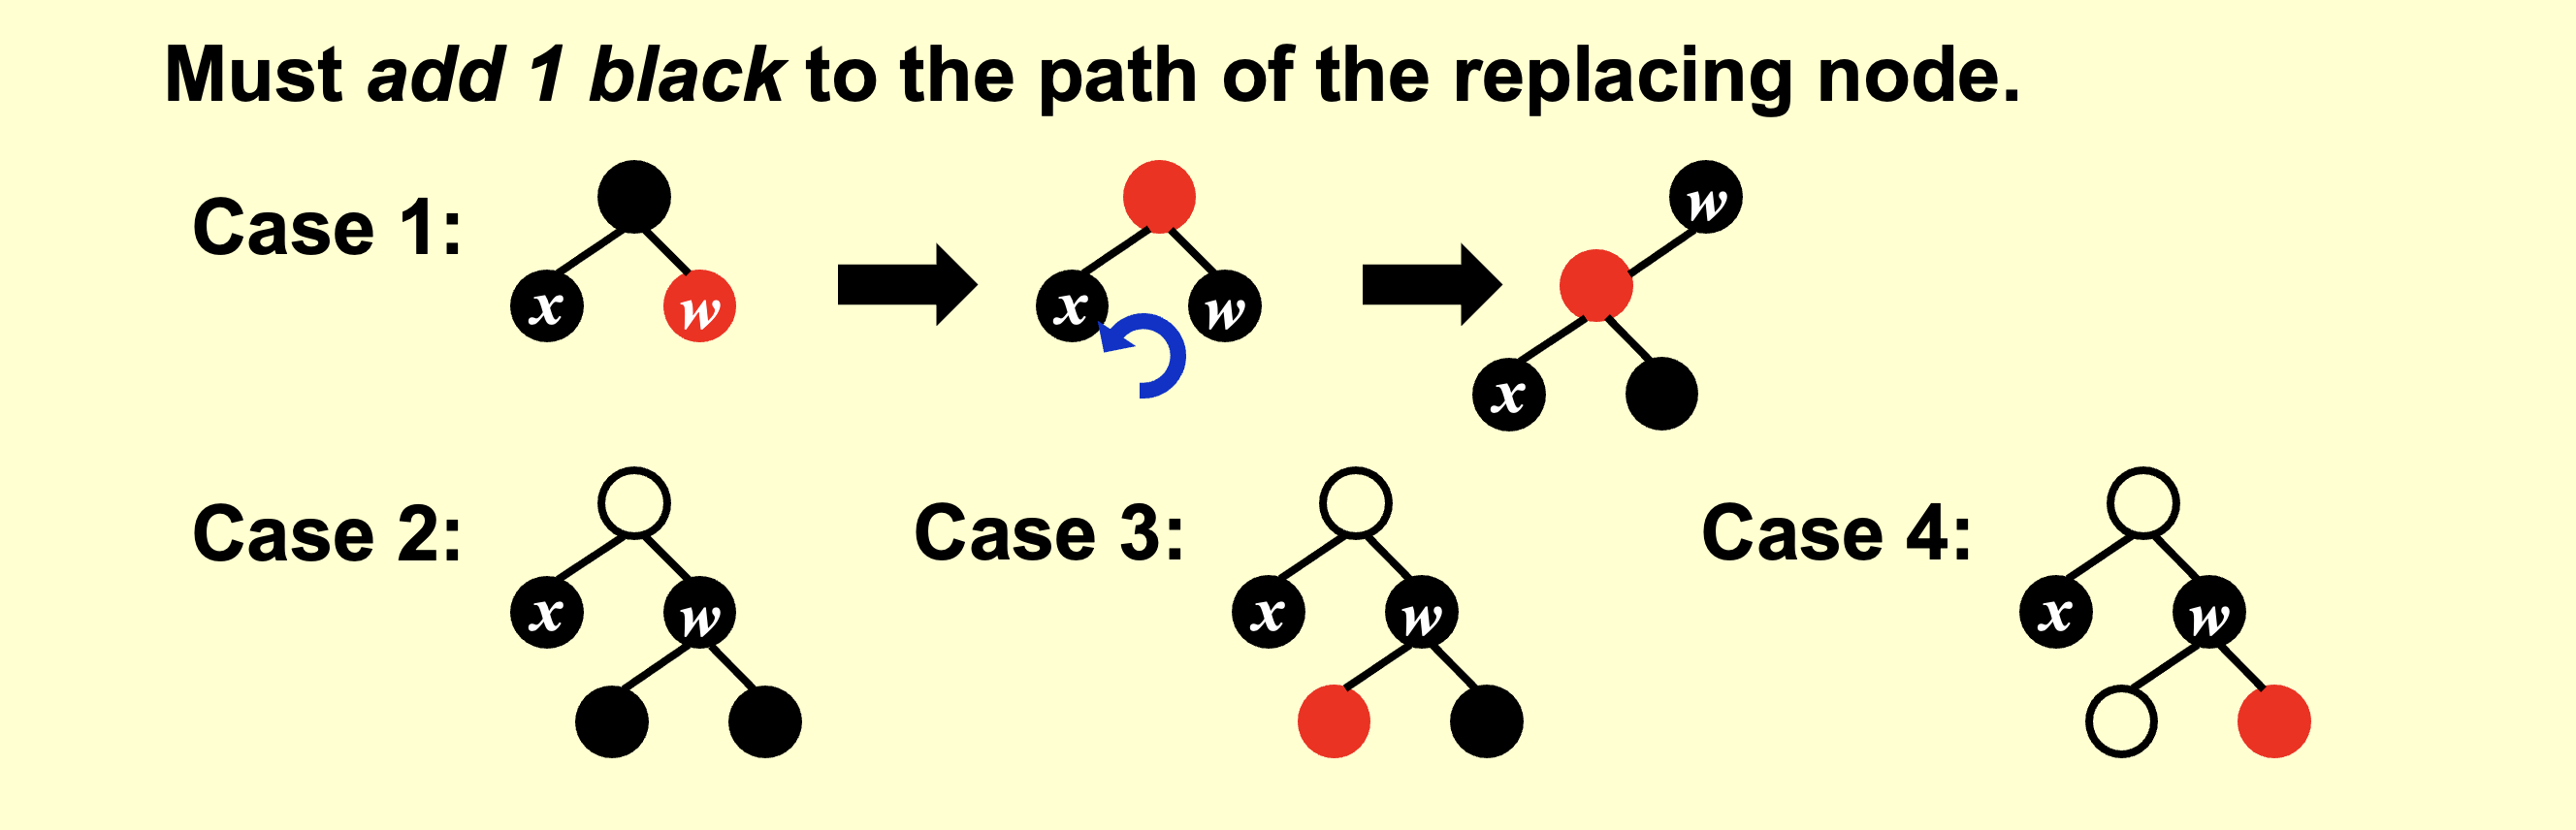 Must add 1 black to the path of the replacing node.
Case 1:
x
w
x
w
w
x
Case 2:
x
w
Case 3:
x
w
Case 4:
x
w